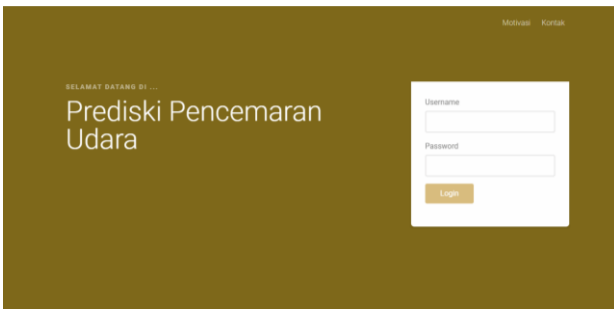 Motivasi Kontak
SELAMAT DATANG DI ...
Prediski Pencemaran
Udara
Username
Password
Login